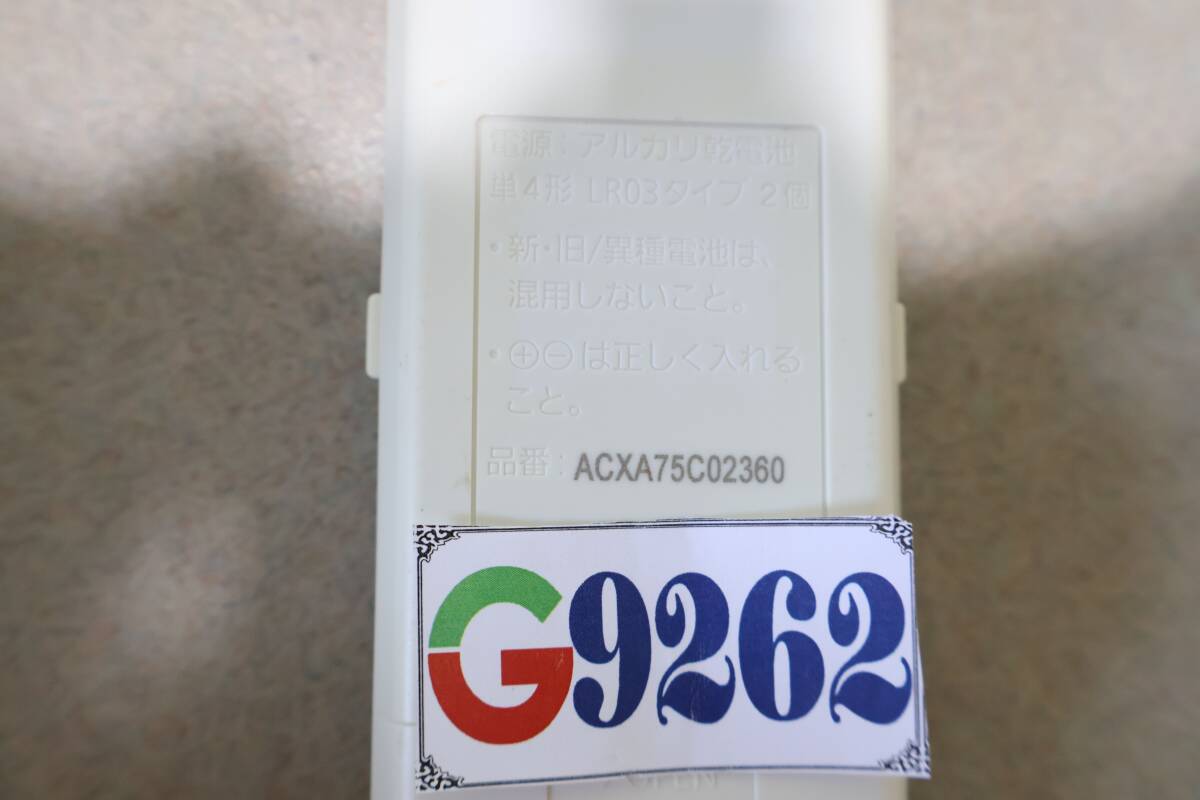 電源：アルカリ乾電池
単4形 LR03タイプ 2個
・新・旧/異種電池は、
混用しないこと。
・⊕⊖は正しく入れる
こと。
品番：ACXA75C02360
G9262